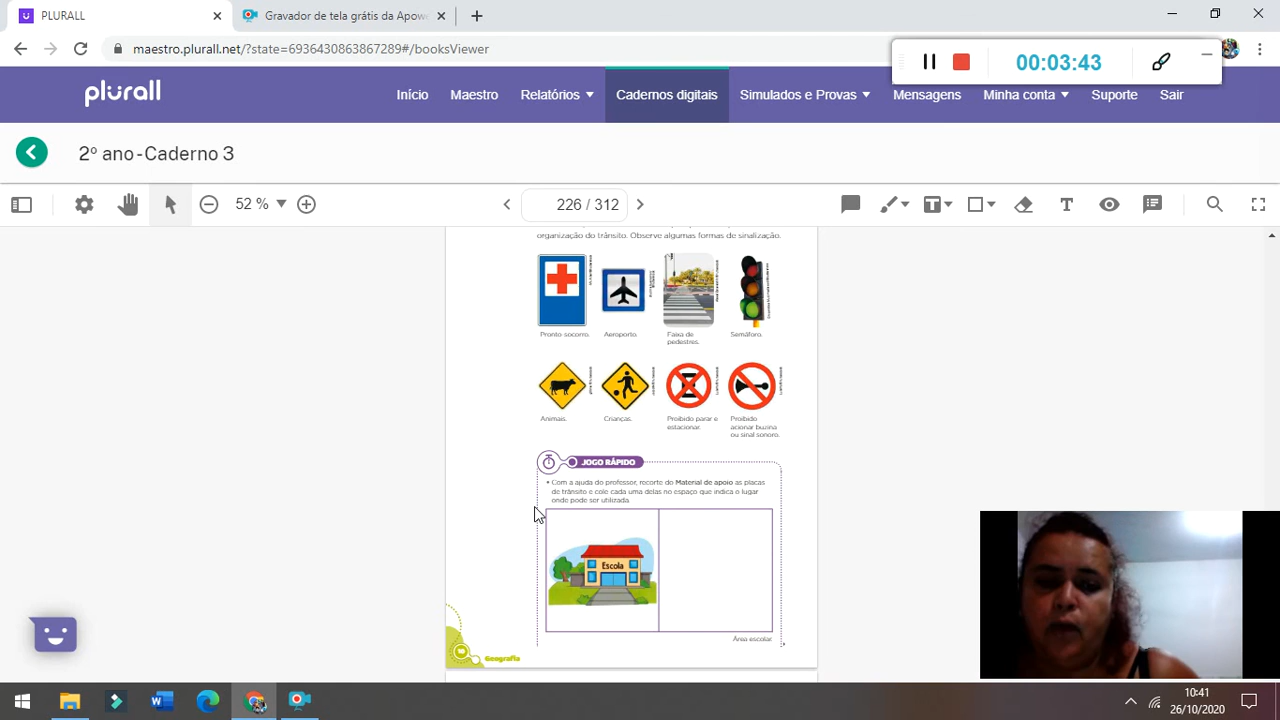 PLURALL
Gravador de tela grátis da Apowe
maestro.plurall.net/?state=6936430863867289#/booksViewer
00:03:43
plurall
Início Maestro Relatórios Cadernos digitais Simulados e Provas Mensagens Minha conta Suporte Sair
2º ano - Caderno 3
52 % 226 / 312
organização do trânsito. Observe algumas formas de sinalização.
Pronto-socorro. Aeroporto. Faixa de pedestres. Semáforo.
Animais. Crianças. Proibido parar e estacionar. Proibido acionar buzina ou sinal sonoro.
JOGO RÁPIDO
• Com a ajuda do professor, recorte do Material de apoio as placas
de trânsito e cole cada uma delas no espaço que indica o lugar
onde pode ser utilizada.
Escola
Área escolar.
Geografia
10:41
26/10/2020